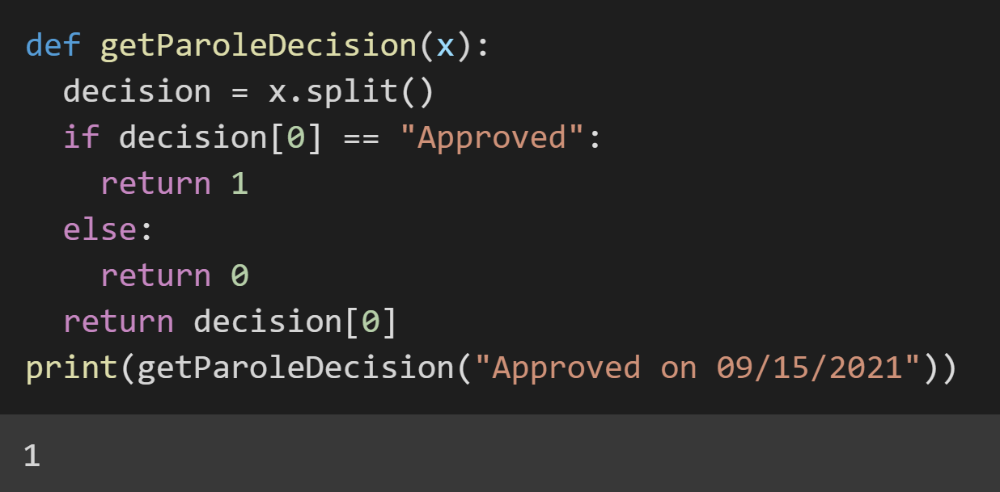 def getParoleDecision(x):
  decision = x.split()
  if decision[0] == "Approved":
    return 1
  else:
    return 0
  return decision[0]
print(getParoleDecision("Approved on 09/15/2021"))
1